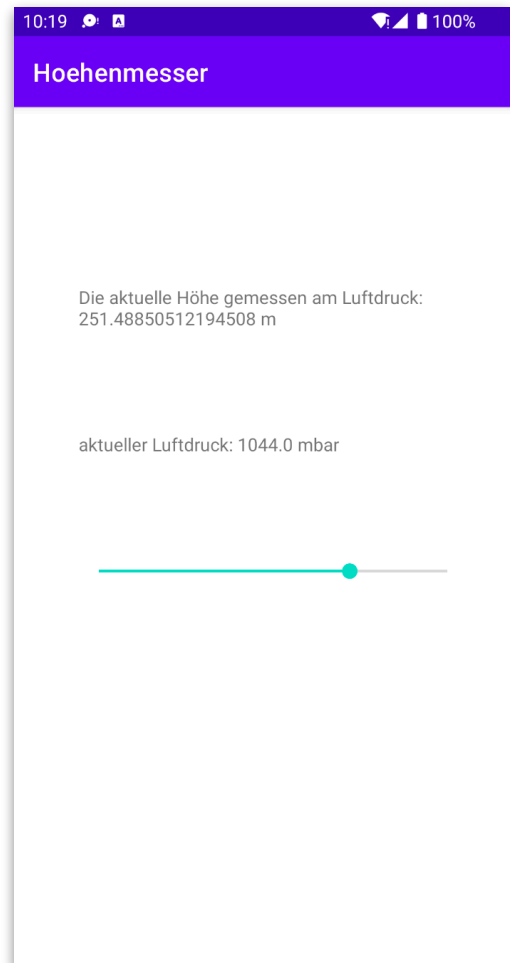 10:19 100%
Hoehenmesser
Die aktuelle Höhe gemessen am Luftdruck:
251.48850512194508 m
aktueller Luftdruck: 1044.0 mbar